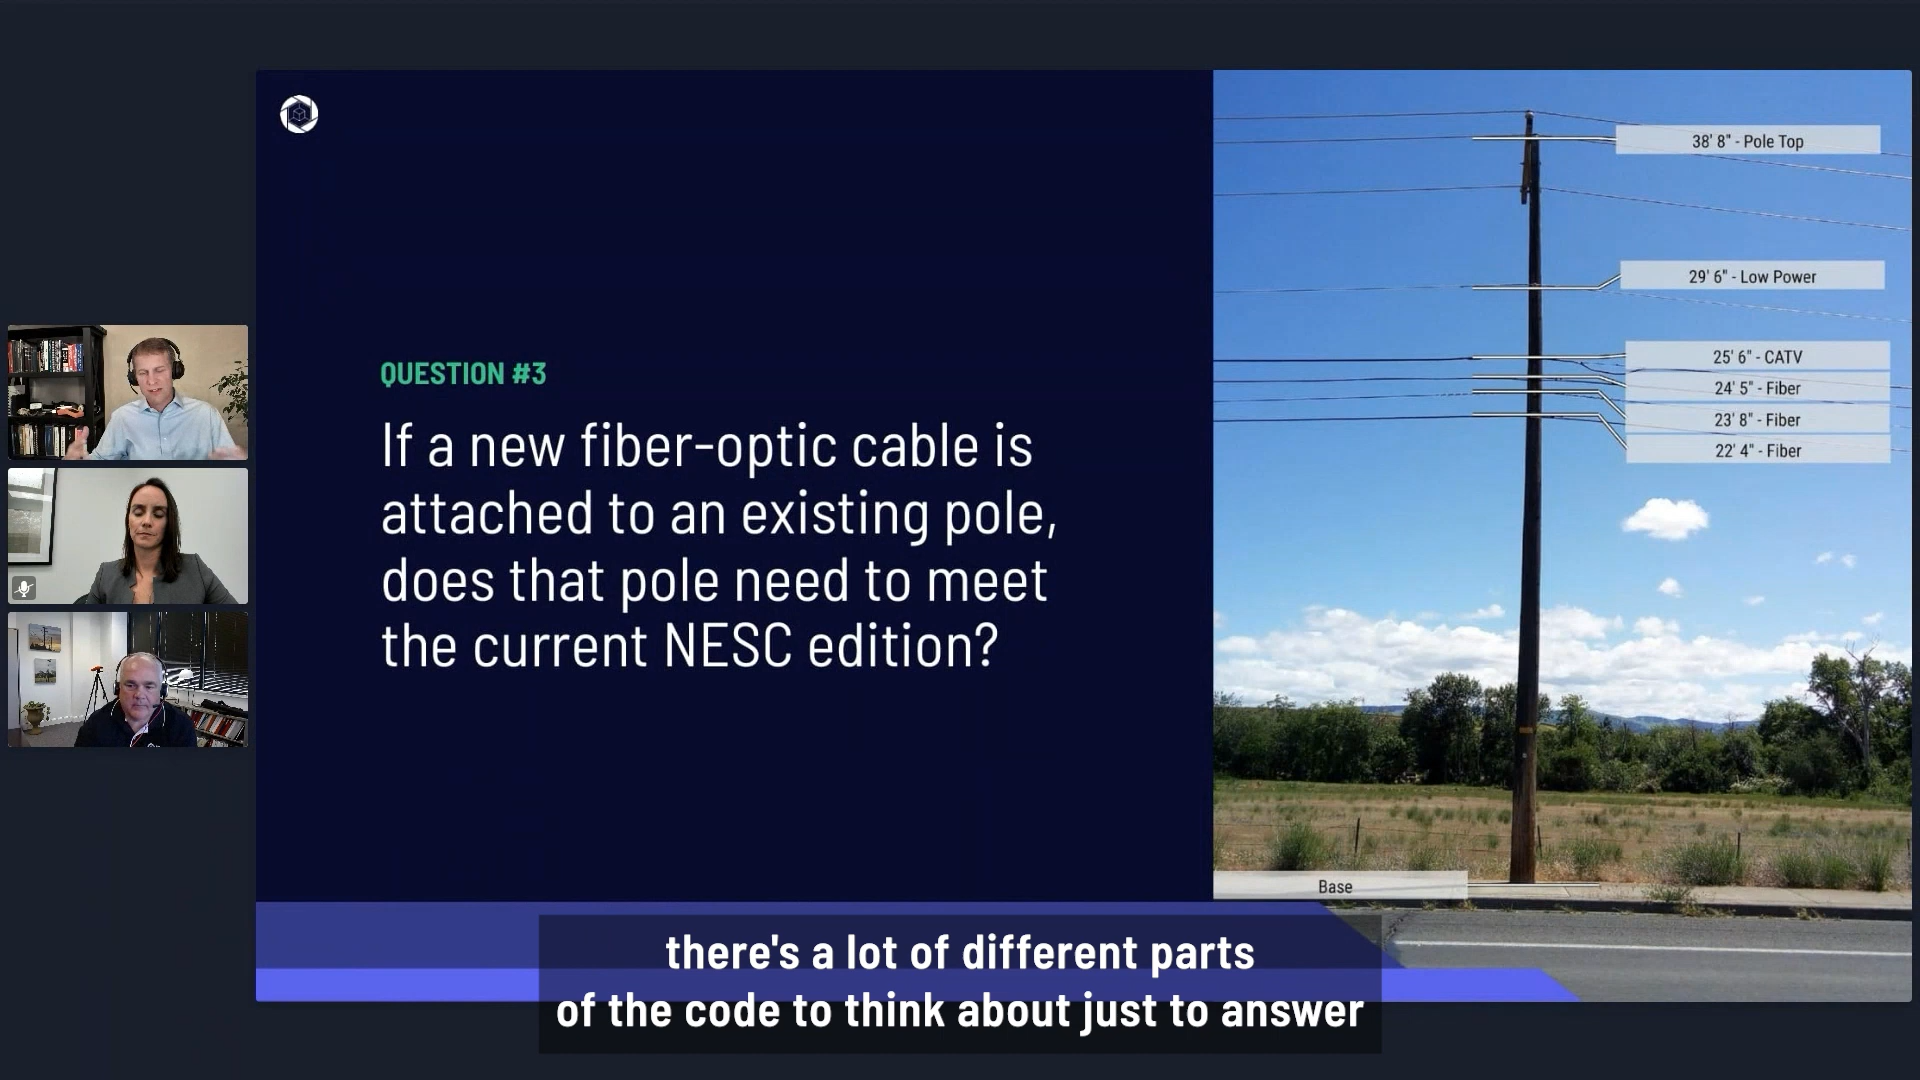 QUESTION #3
If a new fiber-optic cable is
attached to an existing pole,
does that pole need to meet
the current NESC edition?
38' 8" - Pole Top
29' 6" - Low Power
25' 6" - CATV
24' 5" - Fiber
23' 8" - Fiber
22' 4" - Fiber
Base
there's a lot of different parts
of the code to think about just to answer